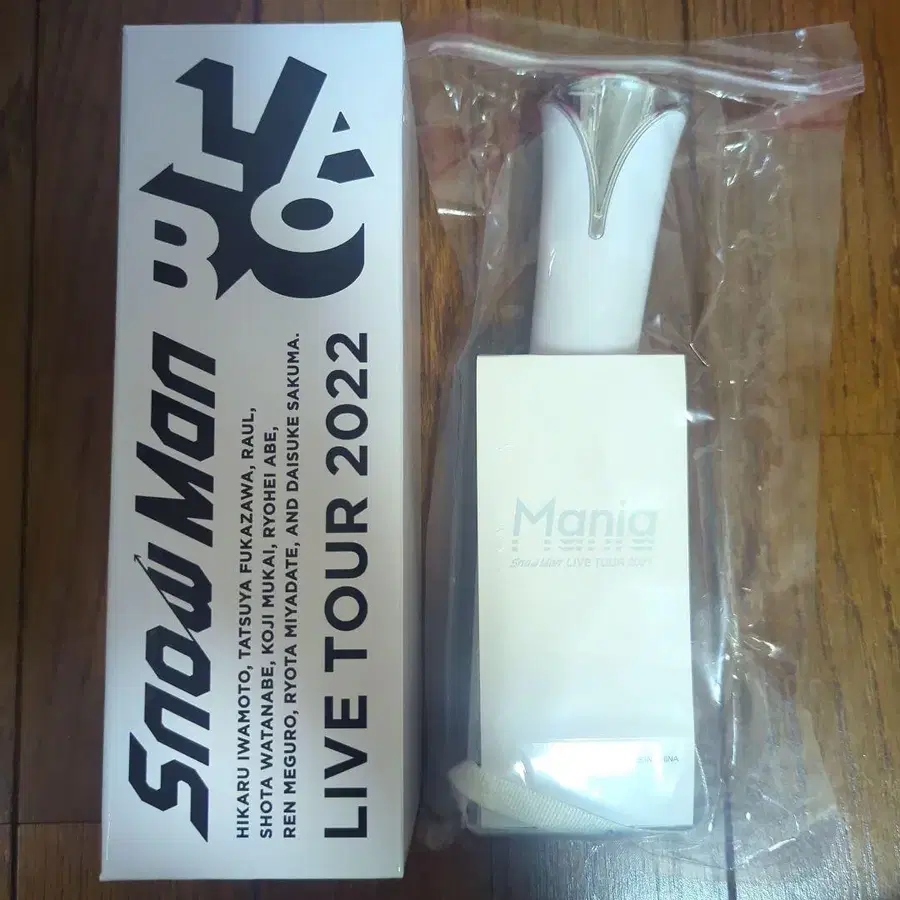 Snow Man
LABO
HIKARU IWAMOTO, TATSUYA FUKAZAWA, RAUL,
SHOTA WATANABE, KOJI MUKAI, RYOHEI ABE,
REN MEGURO, RYOTA MIYADATE, AND DAISUKE SAKUMA.
LIVE TOUR 2022
Mania
Snow Man LIVE TOUR 2021